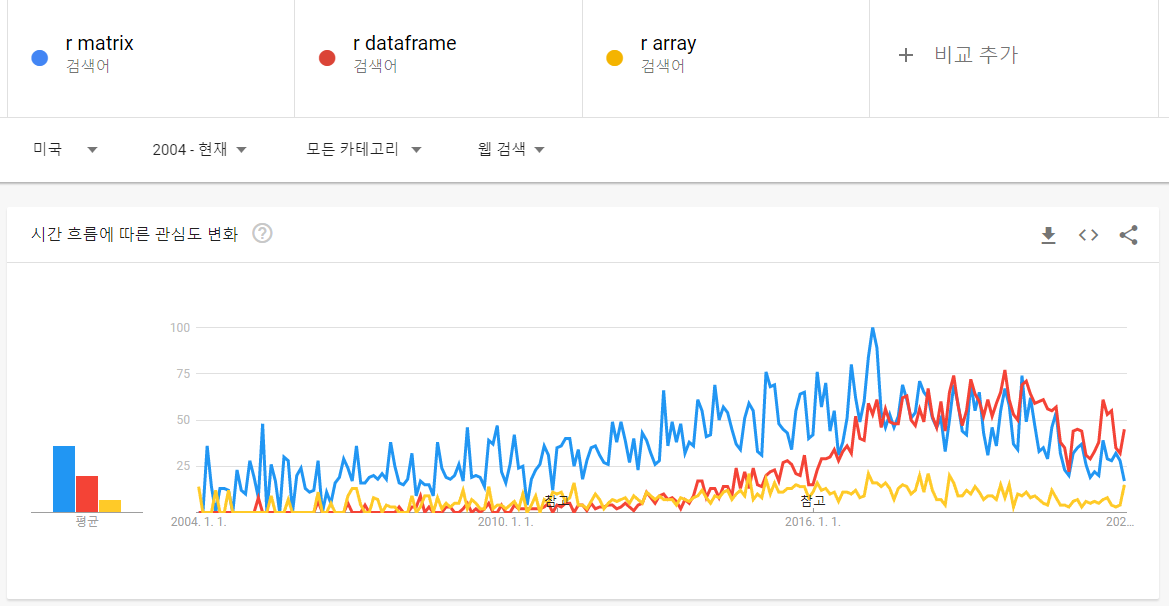 r matrix
검색어
r dataframe
검색어
r array
검색어
+ 비교 추가
미국
2004 - 현재
모든 카테고리
웹 검색
시간 흐름에 따른 관심도 변화
?
100
75
50
25
참고
참고
평균
2004. 1. 1.
2010. 1. 1.
2016. 1. 1.
202…